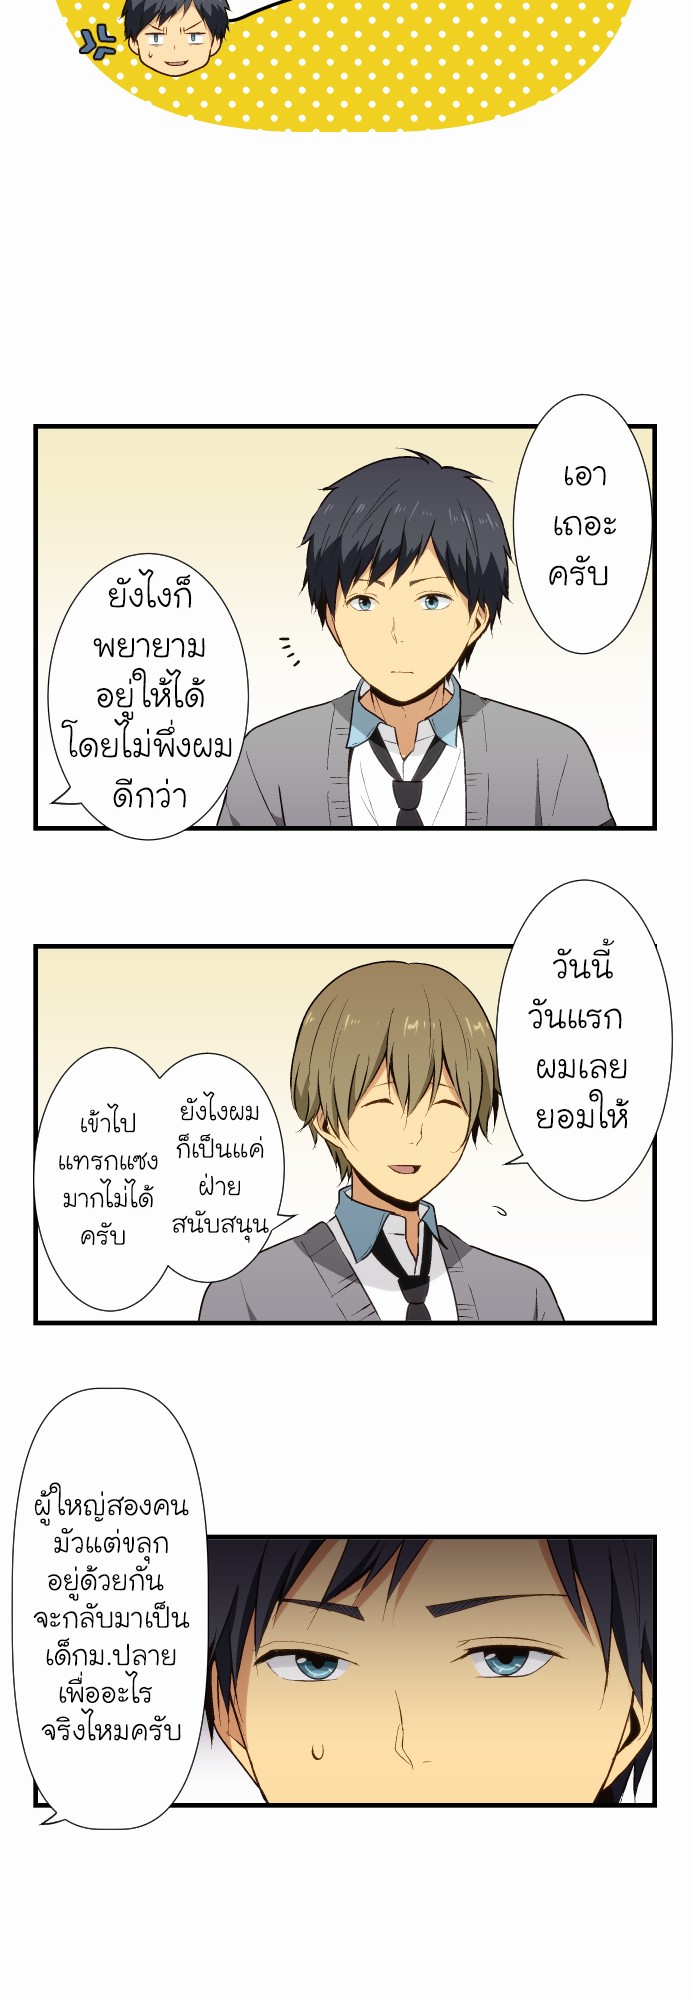 เอา
เถอะ
ครับ
ยังไงก็
พยายาม
อยู่ให้ได้
โดยไม่พึ่งผม
ดีกว่า
วันนี้
วันแรก
ผมเลย
ยอมให้
ยังไงผม
ก็เป็นแค่
ฝ่าย
สนับสนุน
เข้าไป
แทรกแซง
มากไม่ได้
ครับ
ผู้ใหญ่สองคน
มัวแต่ขลุก
อยู่ด้วยกัน
จะกลับมาเป็น
เด็กม.ปลาย
เพื่ออะไร
จริงไหมครับ